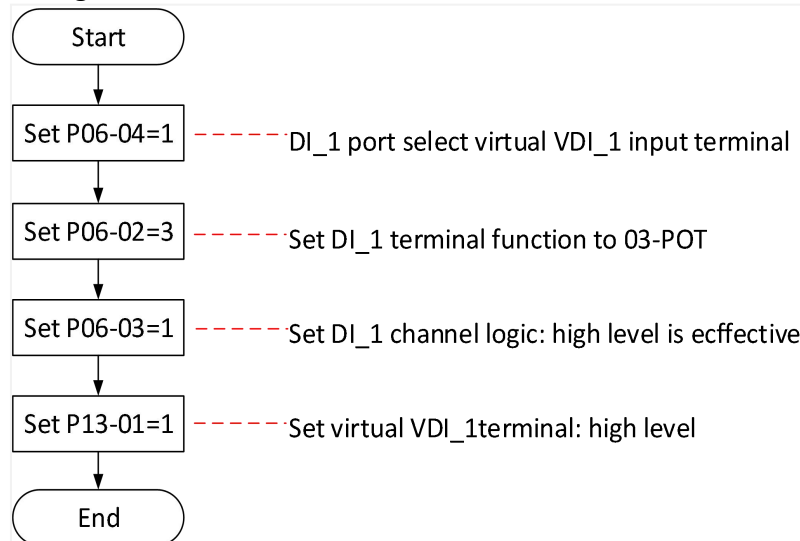 Start
Set P06-04=1
DI_1 port select virtual VDI_1 input terminal
Set P06-02=3
Set DI_1 terminal function to 03-POT
Set P06-03=1
Set DI_1 channel logic: high level is ecffective
Set P13-01=1
Set virtual VDI_1terminal: high level
End